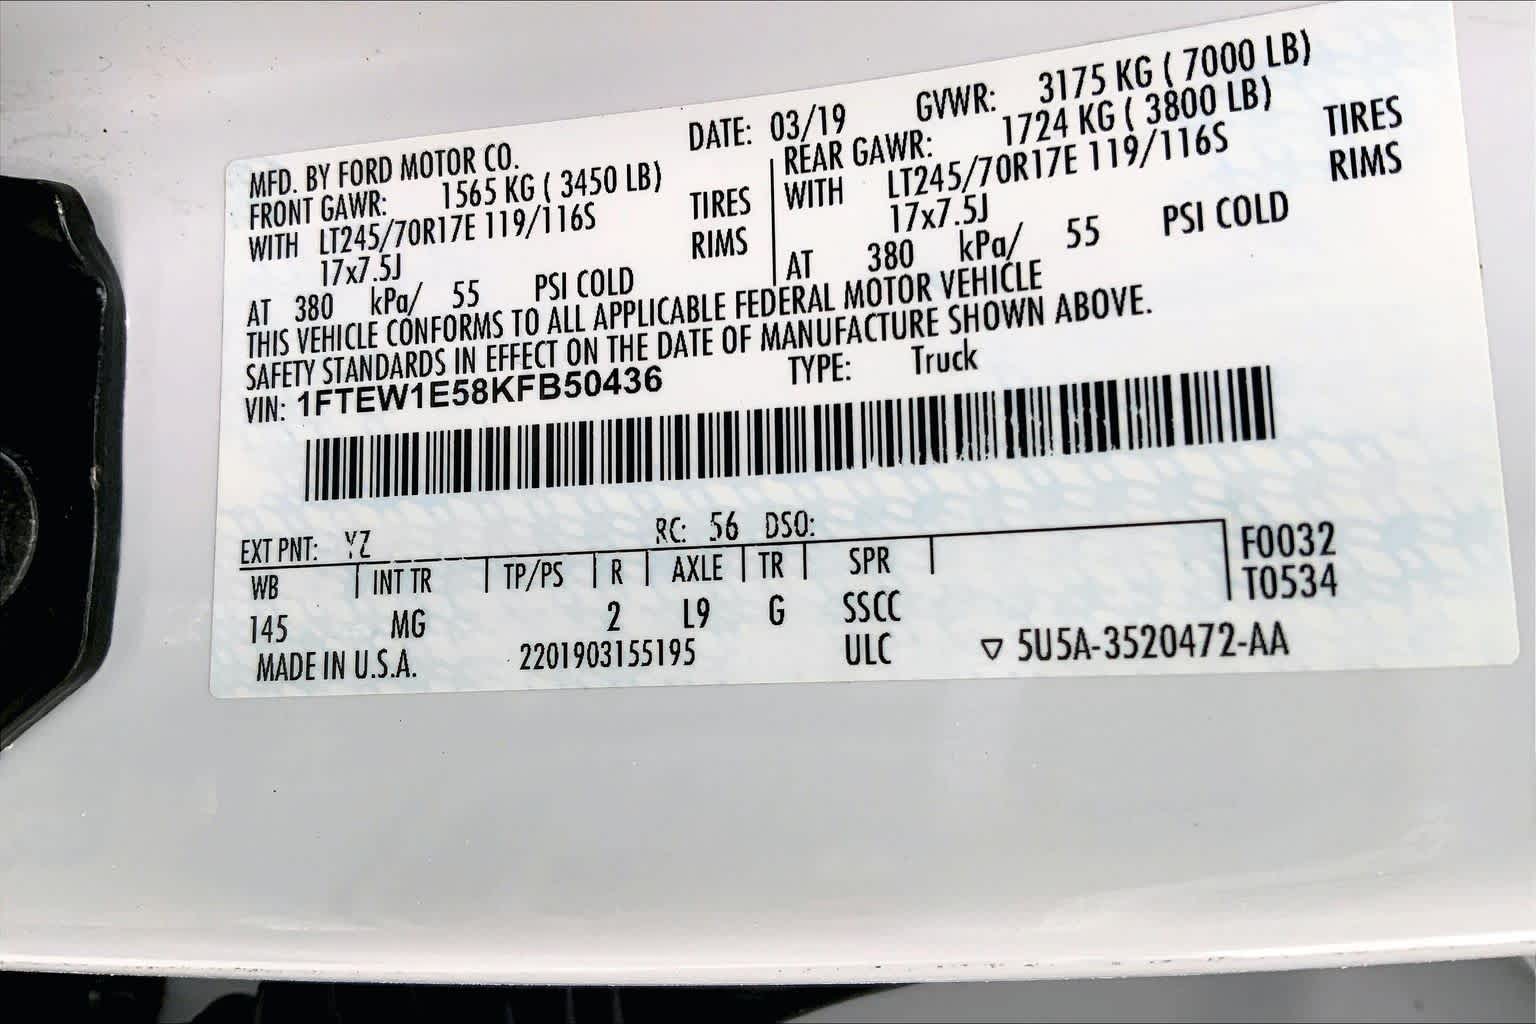 MFD. BY FORD MOTOR CO. DATE: 03/19 GVWR: 3175 KG ( 7000 LB)
FRONT GAWR: 1565 KG ( 3450 LB) REAR GAWR: 1724 KG ( 3800 LB)
WITH LT245/70R17E 119/116S TIRES WITH LT245/70R17E 119/116S TIRES
17x7.5J RIMS 17x7.5J RIMS
AT 380 kPa/ 55 PSI COLD AT 380 kPa/ 55 PSI COLD
THIS VEHICLE CONFORMS TO ALL APPLICABLE FEDERAL MOTOR VEHICLE
SAFETY STANDARDS IN EFFECT ON THE DATE OF MANUFACTURE SHOWN ABOVE.
VIN: 1FTEW1E58KFB50436 TYPE: Truck
EXT PNT: YZ RC: 56 DSO:
WB INT TR TP/PS R AXLE TR SPR F0032
T0534
145 MG 2 L9 G SSCC
MADE IN U.S.A. 2201903155195 ULC ▽ 5U5A-3520472-AA